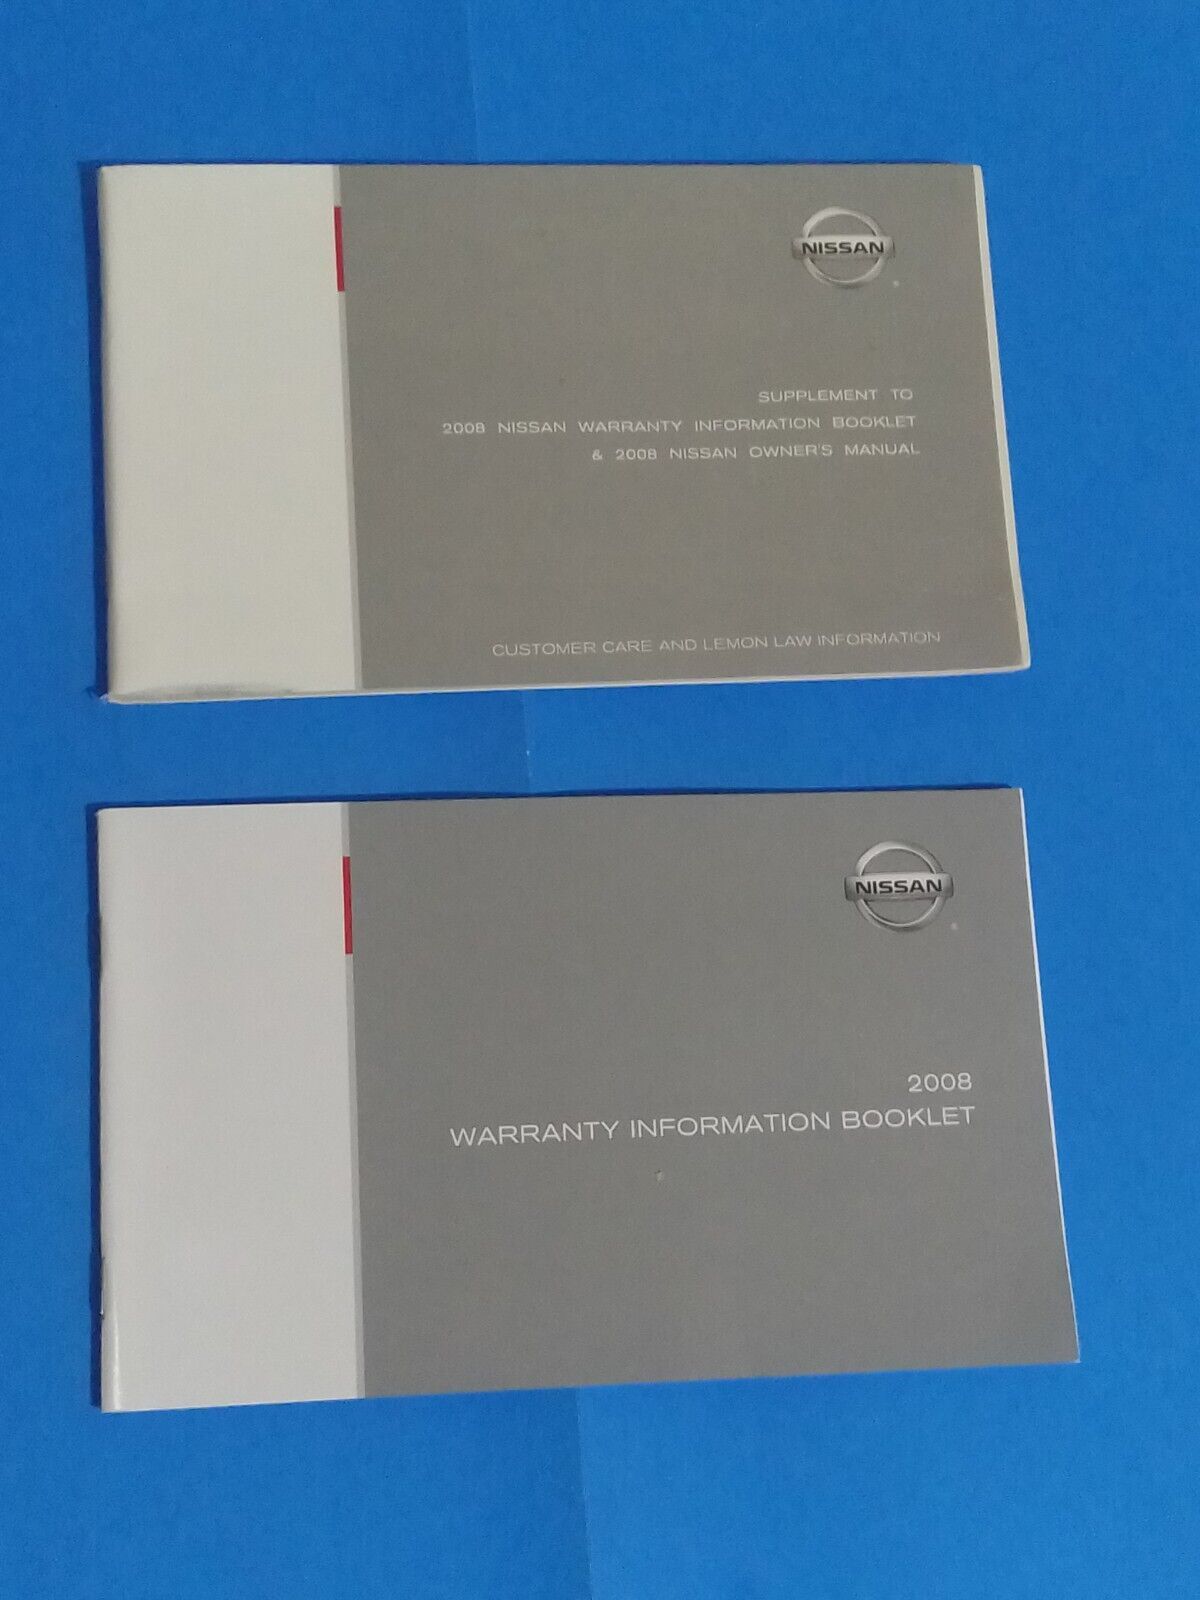 NISSAN
SUPPLEMENT TO
2008 NISSAN WARRANTY INFORMATION BOOKLET
& 2008 NISSAN OWNER'S MANUAL
CUSTOMER CARE AND LEMON LAW INFORMATION
NISSAN
2008
WARRANTY INFORMATION BOOKLET